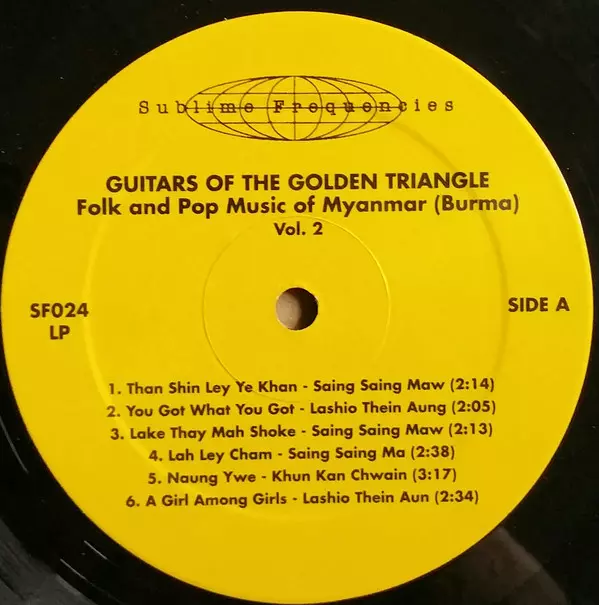 Sublime Frequencies
GUITARS OF THE GOLDEN TRIANGLE
Folk and Pop Music of Myanmar (Burma)
Vol. 2
SF024
LP
SIDE A
1. Than Shin Ley Ye Khan - Saing Saing Maw (2:14)
2. You Got What You Got - Lashio Thein Aung (2:05)
3. Lake Thay Mah Shoke - Saing Saing Maw (2:13)
4. Lah Ley Cham - Saing Saing Ma (2:38)
5. Naung Ywe - Khun Kan Chwain (3:17)
6. A Girl Among Girls - Lashio Thein Aun (2:34)